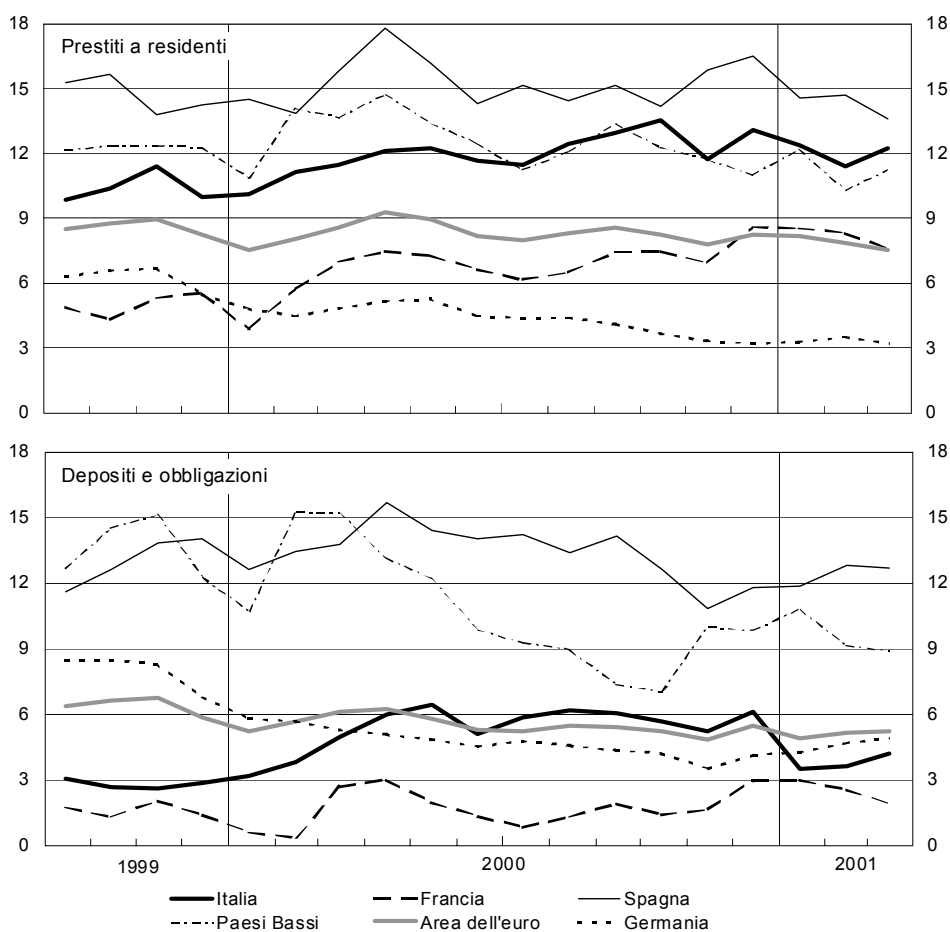 18 18
Prestiti a residenti
15 15
12 12
9 9
6 6
3 3
0 0
18 18
Depositi e obbligazioni
15 15
12 12
9 9
6 6
3 3
0 0
1999 2000 2001
Italia Francia Spagna
Paesi Bassi Area dell'euro Germania